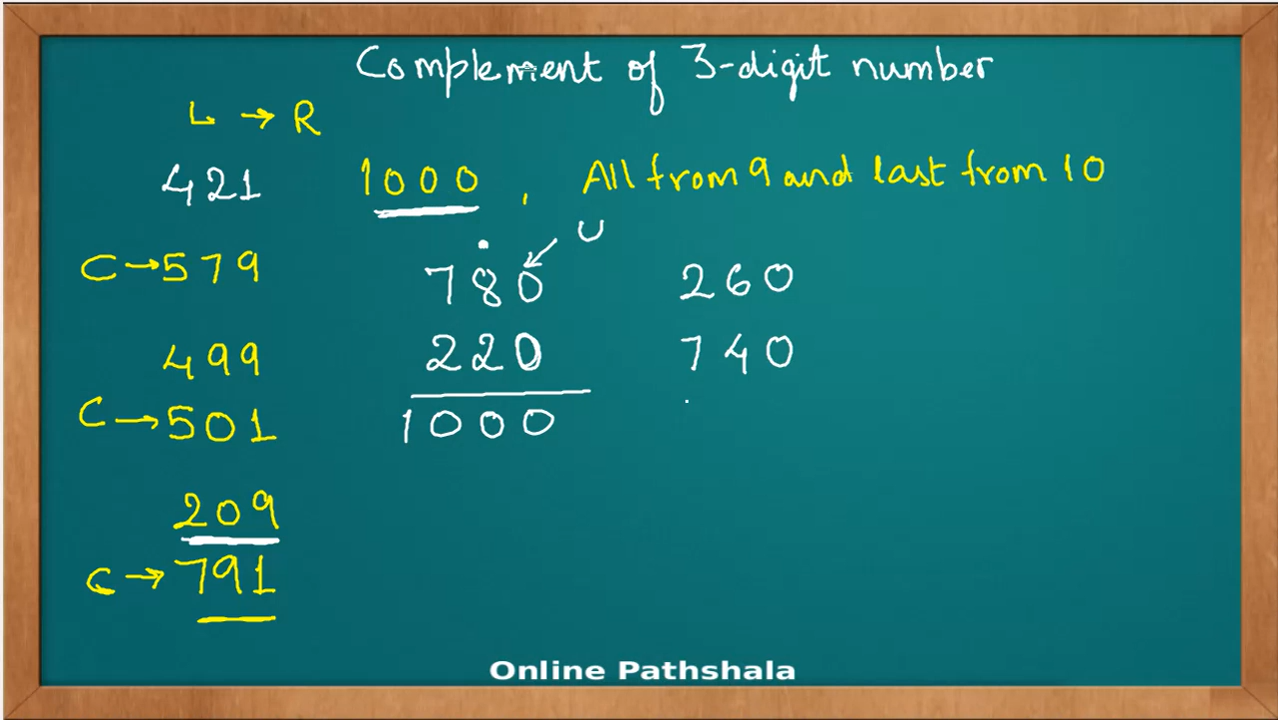 Complement of 3-digit number
L → R
421
1000 , All from 9 and last from 10
C → 579
499
C → 501
209
C → 791
U
780
220
1000
260
740
Online Pathshala